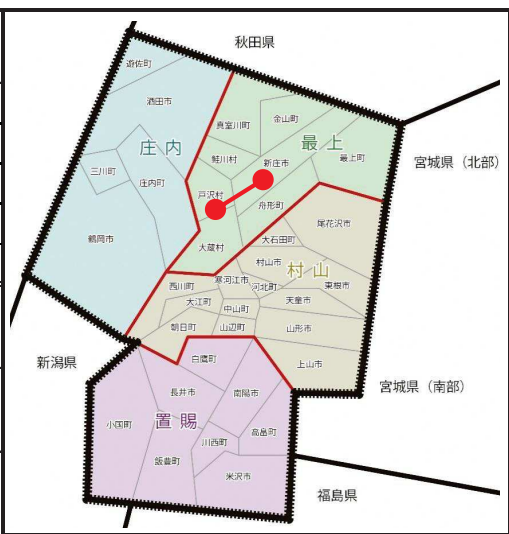 秋田県
遊佐町
酒田市
金山町
真室川町
最上
庄内
鮭川村
新庄市
最上町
宮城県（北部）
三川町
庄内町
戸沢村
舟形町
尾花沢市
鶴岡市
大蔵村
大石田町
村山市
村山
西川町
寒河江市
河北町
東根市
大江町
中山町
天童市
朝日町
山辺町
山形市
新潟県
白鷹町
上山市
宮城県（南部）
長井市
南陽市
小国町
置賜
高畠町
川西町
飯豊町
米沢市
福島県